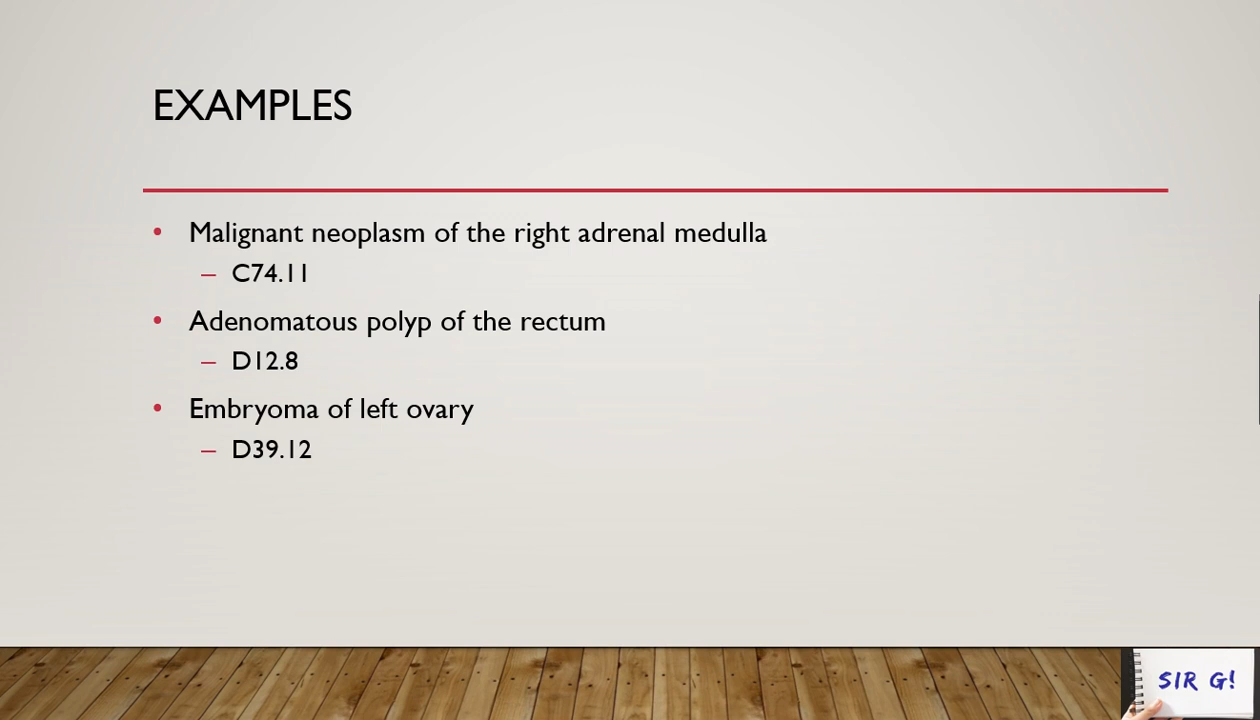 EXAMPLES
• Malignant neoplasm of the right adrenal medulla
– C74.11
• Adenomatous polyp of the rectum
– D12.8
• Embryoma of left ovary
– D39.12
SIR G!